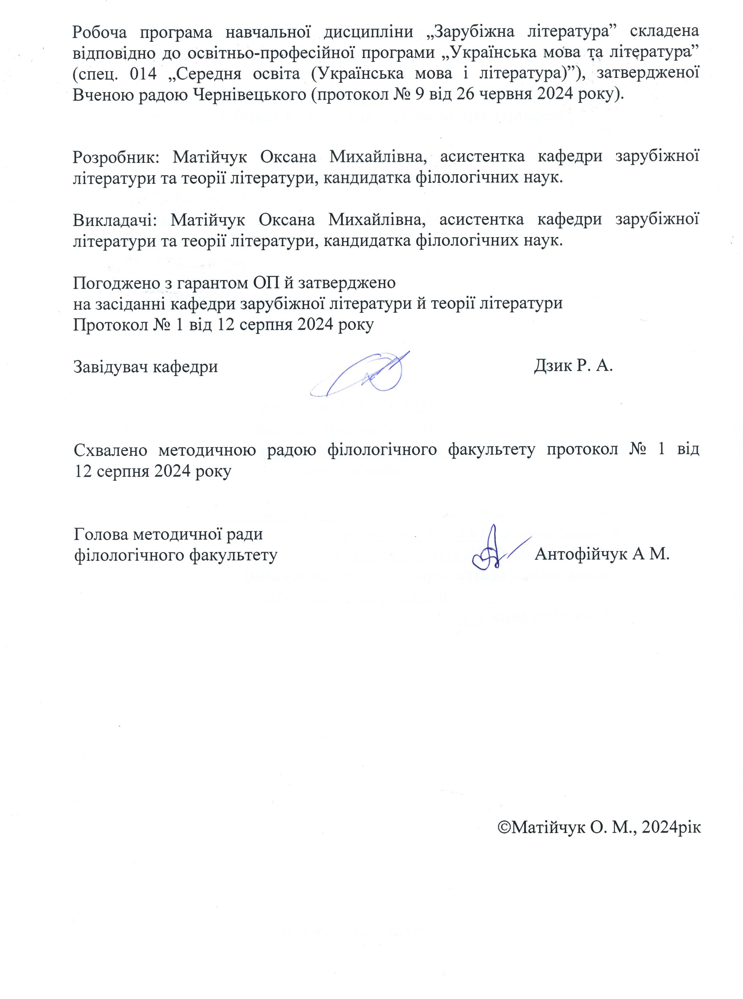 Робоча програма навчальної дисципліни „Зарубіжна література” складена
відповідно до освітньо-професійної програми „Українська мова та література”
(спец. 014 „Середня освіта (Українська мова і література)”), затвердженої
Вченою радою Чернівецького (протокол № 9 від 26 червня 2024 року).
Розробник: Матійчук Оксана Михайлівна, асистентка кафедри зарубіжної
літератури та теорії літератури, кандидатка філологічних наук.
Викладачі: Матійчук Оксана Михайлівна, асистентка кафедри зарубіжної
літератури та теорії літератури, кандидатка філологічних наук.
Погоджено з гарантом ОП й затверджено
на засіданні кафедри зарубіжної літератури й теорії літератури
Протокол № 1 від 12 серпня 2024 року
Завідувач кафедри Дзик Р. А.
Схвалено методичною радою філологічного факультету протокол № 1 від
12 серпня 2024 року
Голова методичної ради
філологічного факультету Антофійчук А М.
©Матійчук О. М., 2024рік